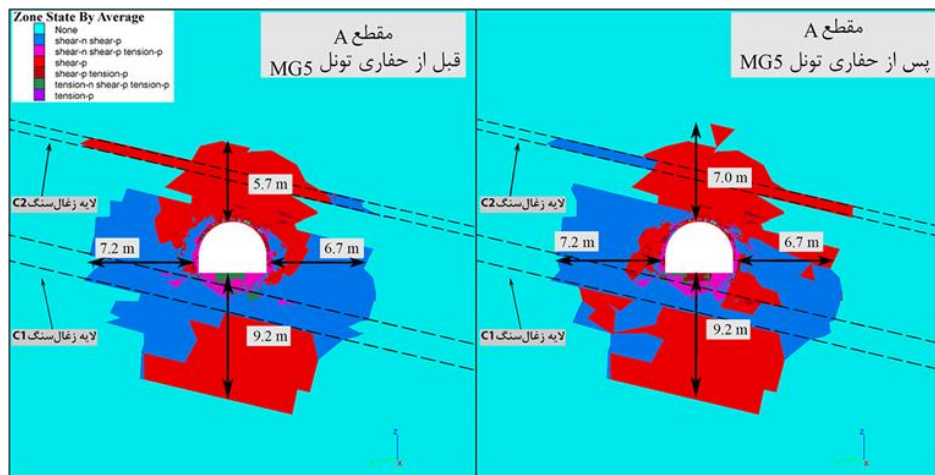 Zone State By Average
None
shear-n shear-p
shear-n shear-p tension-p
shear-p
shear-p tension-p
tension-n shear-p tension-p
tension-p
مقطع A
قبل از حفاری تونل MG5
لایه زغال‌سنگ C2
لایه زغال‌سنگ C1
5.7 m
7.2 m
6.7 m
9.2 m
z
x
مقطع A
پس از حفاری تونل MG5
لایه زغال‌سنگ C2
لایه زغال‌سنگ C1
7.0 m
7.2 m
6.7 m
9.2 m
z
x